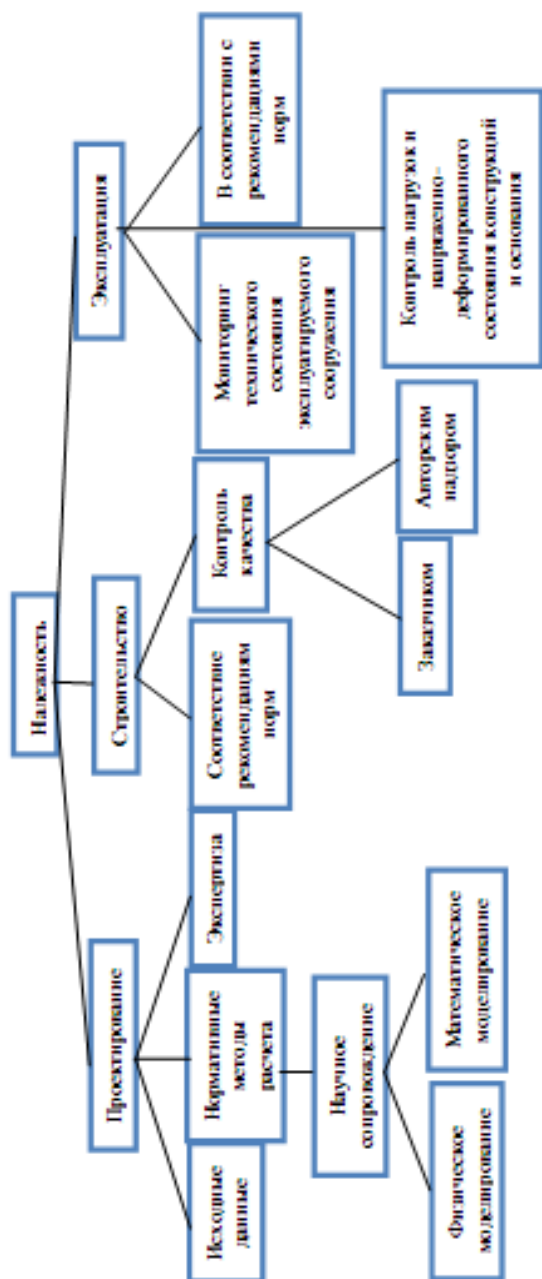 Надежность
Проектирование
Строительство
Эксплуатация
Исходные
данные
Нормативные
методы
расчета
Экспертиза
Соответствие
рекомендациям
норм
Контроль
качества
Мониторинг
технического
состояния
эксплуатируемого
сооружения
В соответствии с
рекомендациями
норм
Научное
сопровождение
Заказчиком
Авторским
надзором
Контроль нагрузок и
напряженно-
деформированного
состояния конструкций
и основания
Физическое
моделирование
Математическое
моделирование